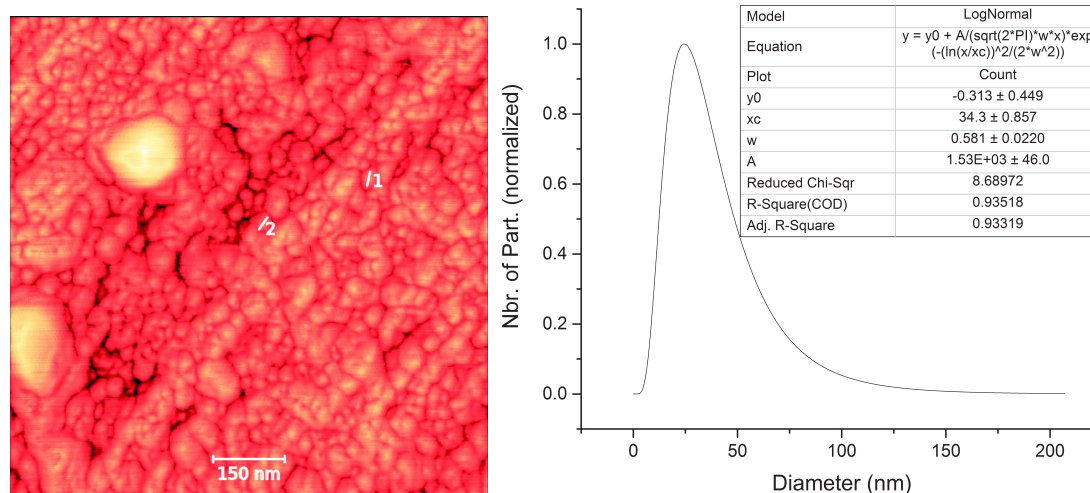 1
2
150 nm
Model LogNormal
Equation y = y0 + A/(sqrt(2*PI)*w*x)*exp
(-(ln(x/xc))^2/(2*w^2))
Plot Count
y0 -0.313 ± 0.449
xc 34.3 ± 0.857
w 0.581 ± 0.0220
A 1.53E+03 ± 46.0
Reduced Chi-Sqr 8.68972
R-Square(COD) 0.93518
Adj. R-Square 0.93319
Nbr. of Part. (normalized)
1.0
0.8
0.6
0.4
0.2
0.0
0 50 100 150 200
Diameter (nm)